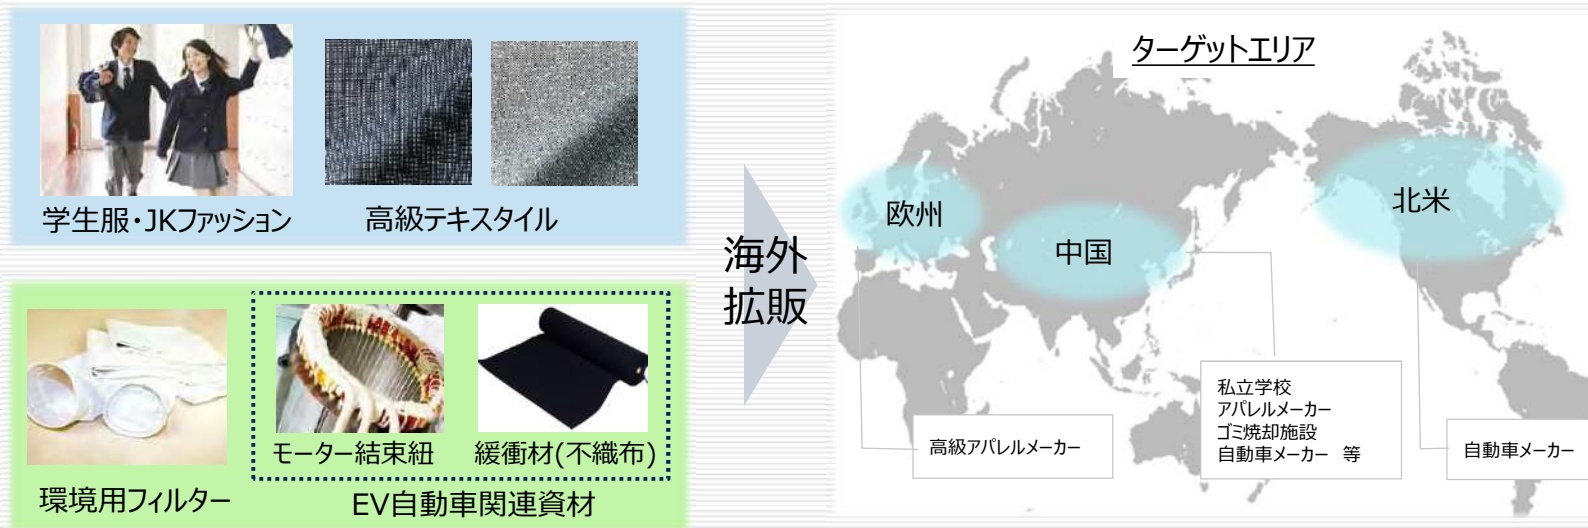 学生服・JKファッション
高級テキスタイル
環境用フィルター
モーター結束紐
緩衝材(不織布)
EV自動車関連資材
海外
拡販
ターゲットエリア
欧州
中国
北米
高級アパレルメーカー
私立学校
アパレルメーカー
ゴミ焼却施設
自動車メーカー 等
自動車メーカー